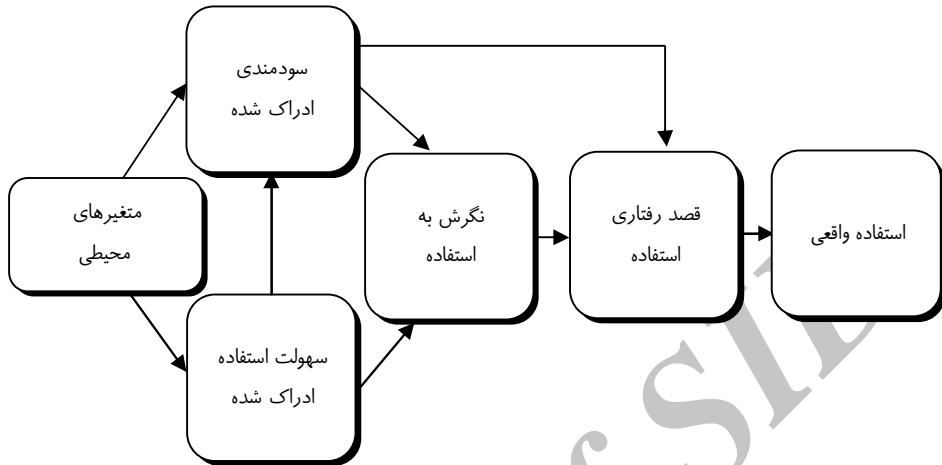 سودمندی
ادراک شده
متغیرهای
محیطی
سهولت استفاده
ادراک شده
نگرش به
استفاده
قصد رفتاری
استفاده
استفاده واقعی